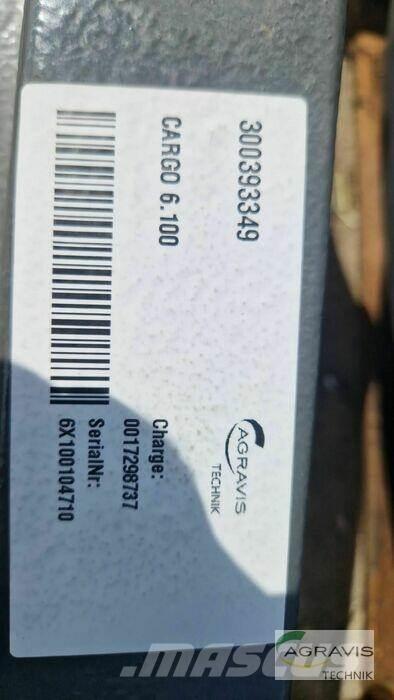 300393349
CARGO 6.100
AGRAVIS
TECHNIK
Charge:
0017298737
SerialNr:
6X100104710
AGRAVIS
TECHNIK